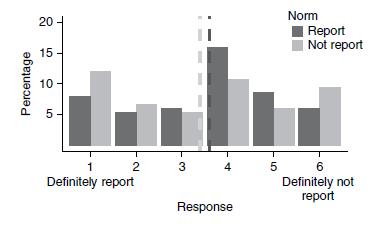 Norm
Report
Not report
Percentage
20
15
10
5
1
2
3
4
5
6
Definitely report
Definitely not
report
Response